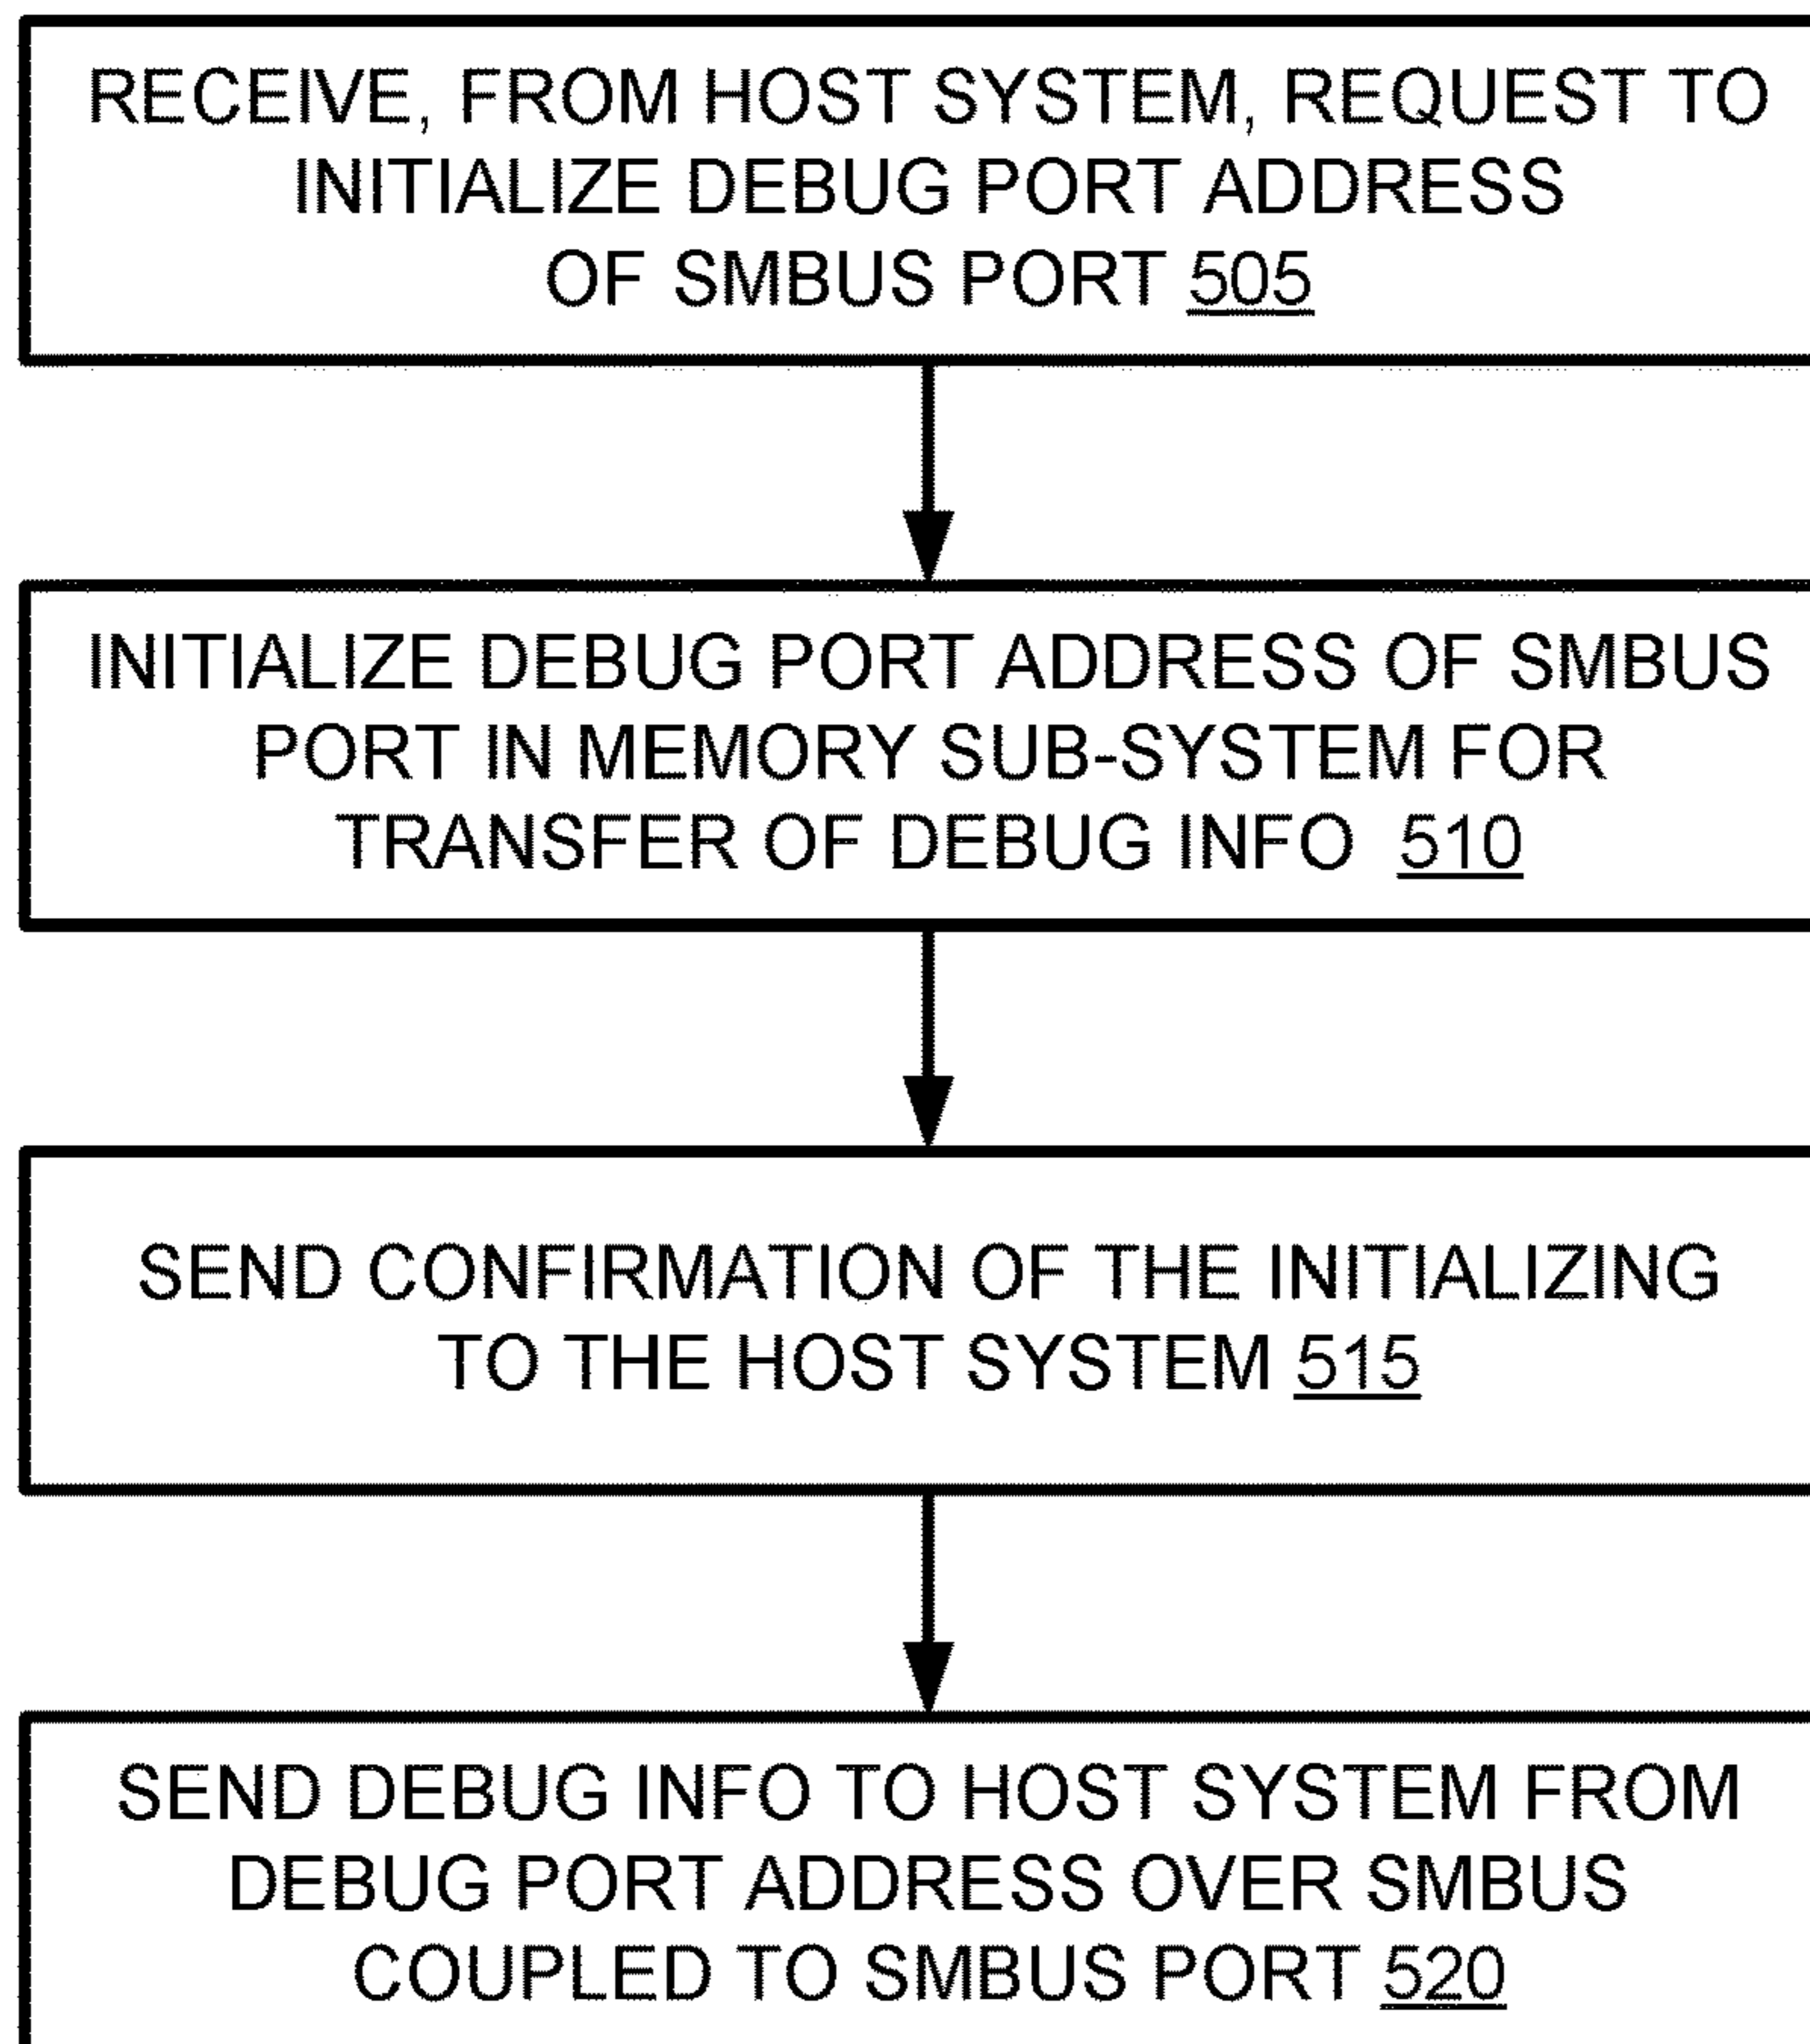 RECEIVE, FROM HOST SYSTEM, REQUEST TO
INITIALIZE DEBUG PORT ADDRESS
OF SMBUS PORT 505
INITIALIZE DEBUG PORT ADDRESS OF SMBUS
PORT IN MEMORY SUB-SYSTEM FOR
TRANSFER OF DEBUG INFO 510
SEND CONFIRMATION OF THE INITIALIZING
TO THE HOST SYSTEM 515
SEND DEBUG INFO TO HOST SYSTEM FROM
DEBUG PORT ADDRESS OVER SMBUS
COUPLED TO SMBUS PORT 520